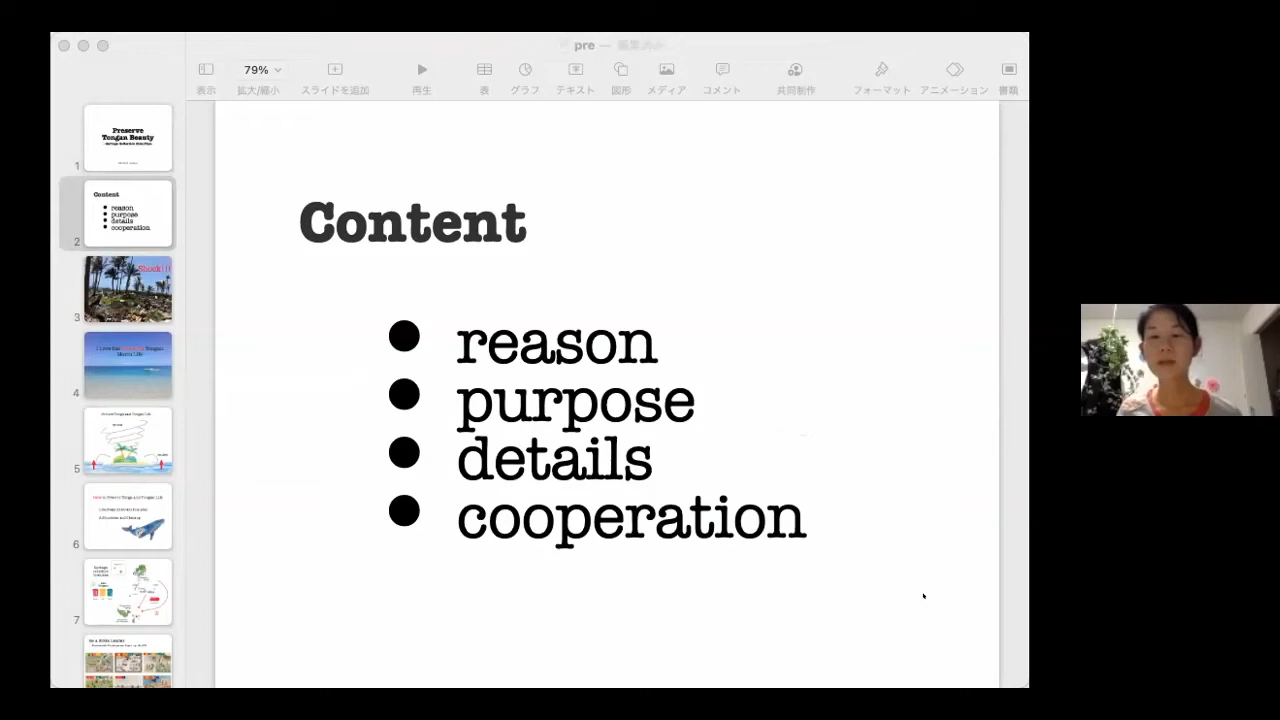 pre —
79%
表示
拡大/縮小
スライドを追加
再生
表
グラフ
テキスト
図形
メディア
コメント
共同制作
フォーマット
アニメーション
書類
Preserve
Tongan Beauty
1
Content
reason
purpose
details
cooperation
2
Shock!!!
3
4
5
6
7
Content
● reason
● purpose
● details
● cooperation